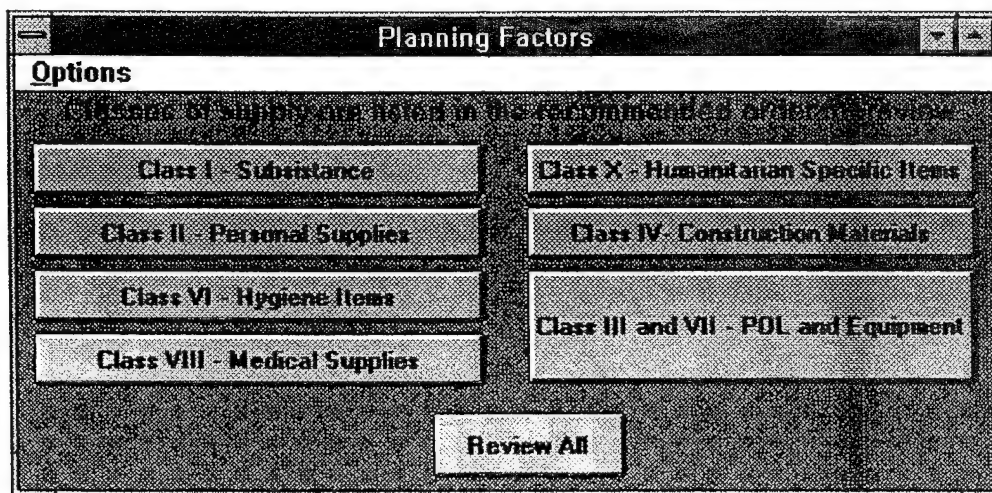 Planning Factors
Options
Classes of supply are listed in the recommended order of review
Class I - Subsistance
Class II - Personal Supplies
Class VI - Hygiene Items
Class VIII - Medical Supplies
Class X - Humanitarian Specific Items
Class IV- Construction Materials
Class III and VII - POL and Equipment
Review All